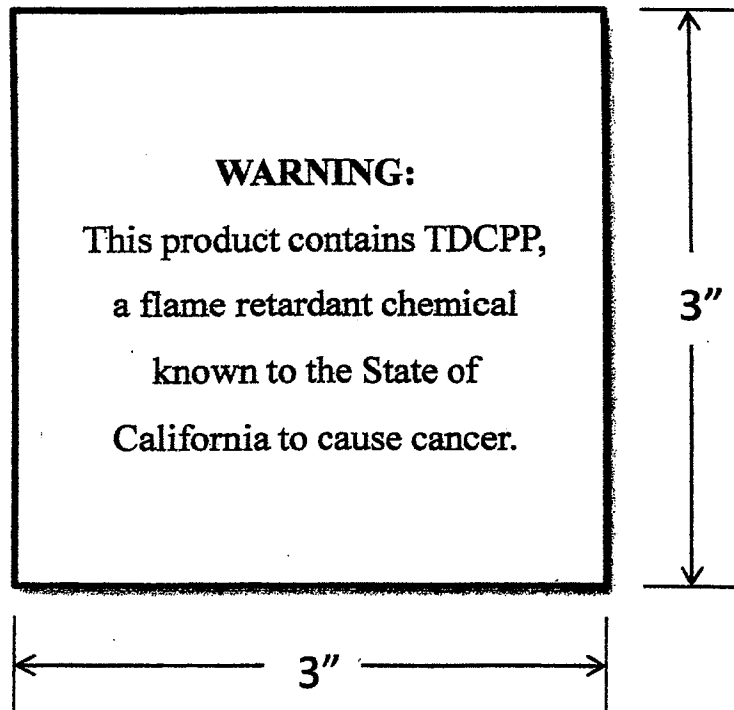 WARNING:
This product contains TDCPP,
a flame retardant chemical
known to the State of
California to cause cancer.
3"
3"